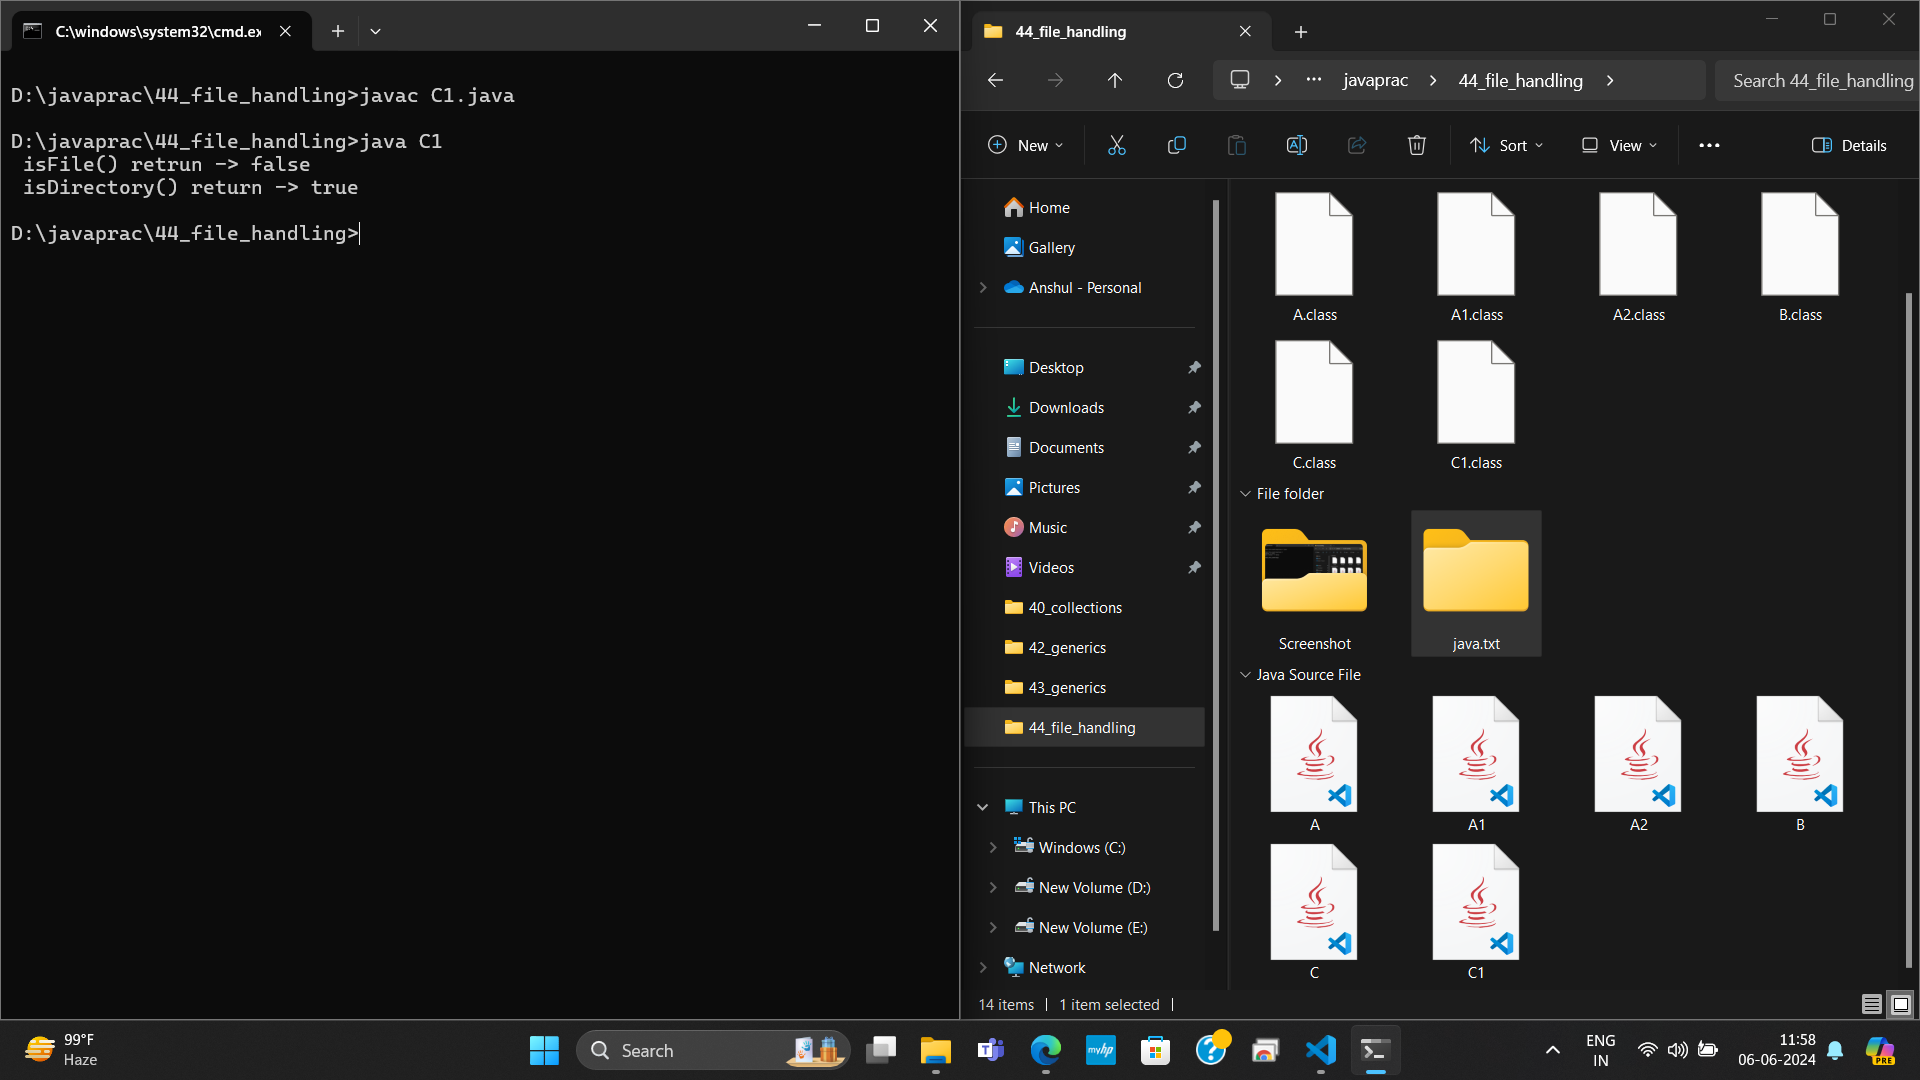 C:\windows\system32\cmd.ex
D:\javaprac\44_file_handling>javac C1.java
D:\javaprac\44_file_handling>java C1
isFile() retrun -> false
isDirectory() return -> true
D:\javaprac\44_file_handling>
44_file_handling
javaprac
44_file_handling
Search 44_file_handling
New
Sort
View
Details
Home
Gallery
Anshul - Personal
Desktop
Downloads
Documents
Pictures
Music
Videos
40_collections
42_generics
43_generics
44_file_handling
This PC
Windows (C:)
New Volume (D:)
New Volume (E:)
Network
A.class
A1.class
A2.class
B.class
C.class
C1.class
File folder
Screenshot
java.txt
Java Source File
A
A1
A2
B
C
C1
14 items
1 item selected
99°F
Haze
Search
myhp
ENG
IN
11:58
06-06-2024
PRE